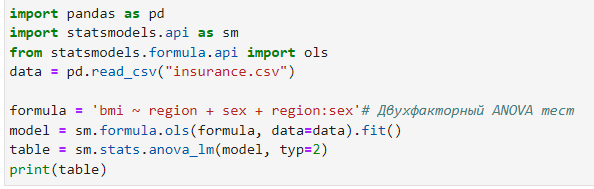 import pandas as pd
import statsmodels.api as sm
from statsmodels.formula.api import ols
data = pd.read_csv("insurance.csv")
formula = 'bmi ~ region + sex + region:sex'# Двухфакторный ANOVA тест
model = sm.formula.ols(formula, data=data).fit()
table = sm.stats.anova_lm(model, typ=2)
print(table)